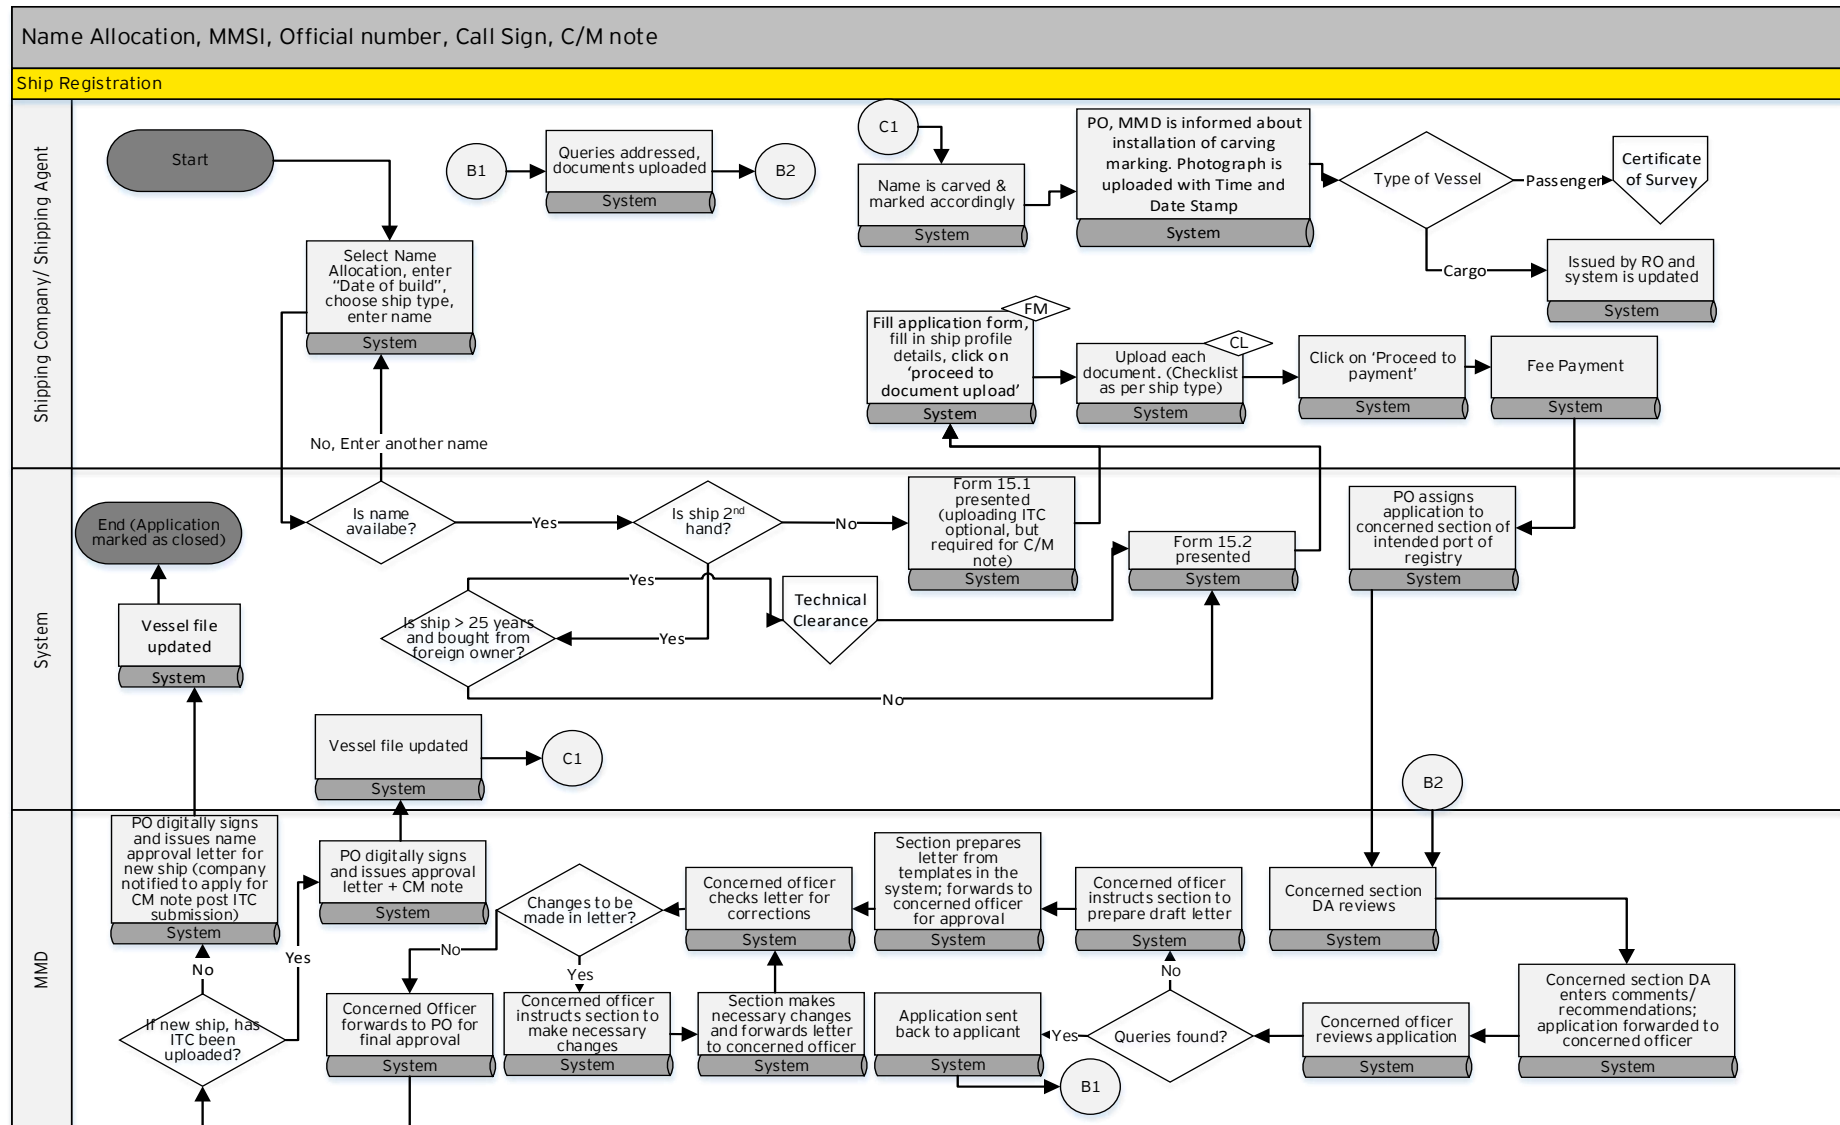 Name Allocation, MMSI, Official number, Call Sign, C/M note
Ship Registration
Shipping Company/ Shipping Agent
Start
B1
Queries addressed,
documents uploaded
System
B2
C1
Name is carved &
marked accordingly
System
PO, MMD is informed about
installation of carving
marking. Photograph is
uploaded with Time and
Date Stamp
System
Type of Vessel
Passenger
Certificate
of Survey
Cargo
Issued by RO and
system is updated
System
Select Name
Allocation, enter
“Date of build”,
choose ship type,
enter name
System
No, Enter another name
FM
Fill application form,
fill in ship profile
details, click on
‘proceed to
document upload’
System
CL
Upload each
document. (Checklist
as per ship type)
System
Click on ‘Proceed to
payment’
System
Fee Payment
System
System
End (Application
marked as closed)
Vessel file
updated
System
Is name
availabe?
Yes
Is ship 2nd
hand?
No
Form 15.1
presented
(uploading ITC
optional, but
required for C/M
note)
System
Yes
Yes
Is ship > 25 years
and bought from
foreign owner?
No
Technical
Clearance
Form 15.2
presented
System
PO assigns
application to
concerned section of
intended port of
registry
System
Vessel file updated
System
C1
B2
MMD
PO digitally signs
and issues name
approval letter for
new ship (company
notified to apply for
CM note post ITC
submission)
System
No
Yes
If new ship, has
ITC been
uploaded?
PO digitally signs
and issues approval
letter + CM note
System
No
Concerned Officer
forwards to PO for
final approval
System
Changes to be
made in letter?
Yes
Concerned officer
instructs section to
make necessary
changes
System
Concerned officer
checks letter for
corrections
System
Section makes
necessary changes
and forwards letter
to concerned officer
System
Section prepares
letter from
templates in the
system; forwards to
concerned officer
for approval
System
Application sent
back to applicant
System
B1
Concerned officer
instructs section to
prepare draft letter
System
No
Yes
Queries found?
Concerned section
DA reviews
System
Concerned officer
reviews application
System
Concerned section DA
enters comments/
recommendations;
application forwarded to
concerned officer
System